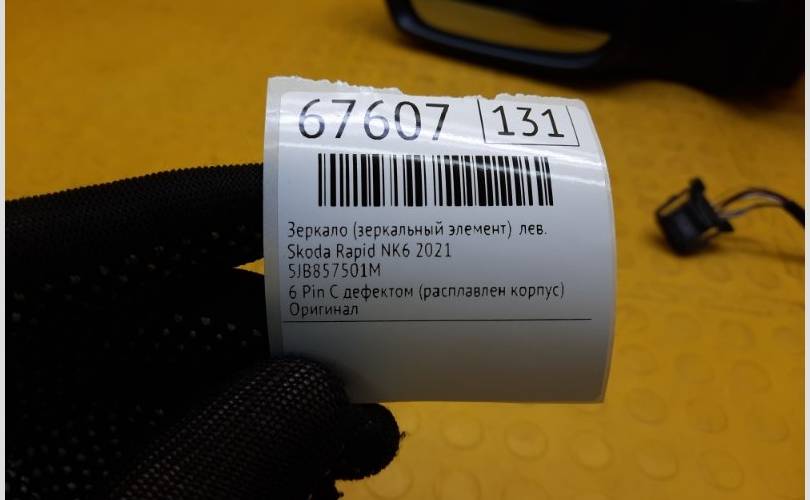 67607 131
Зеркало (зеркальный элемент) лев.
Skoda Rapid NK6 2021
5JB857501M
6 Pin С дефектом (расплавлен корпус)
Оригинал